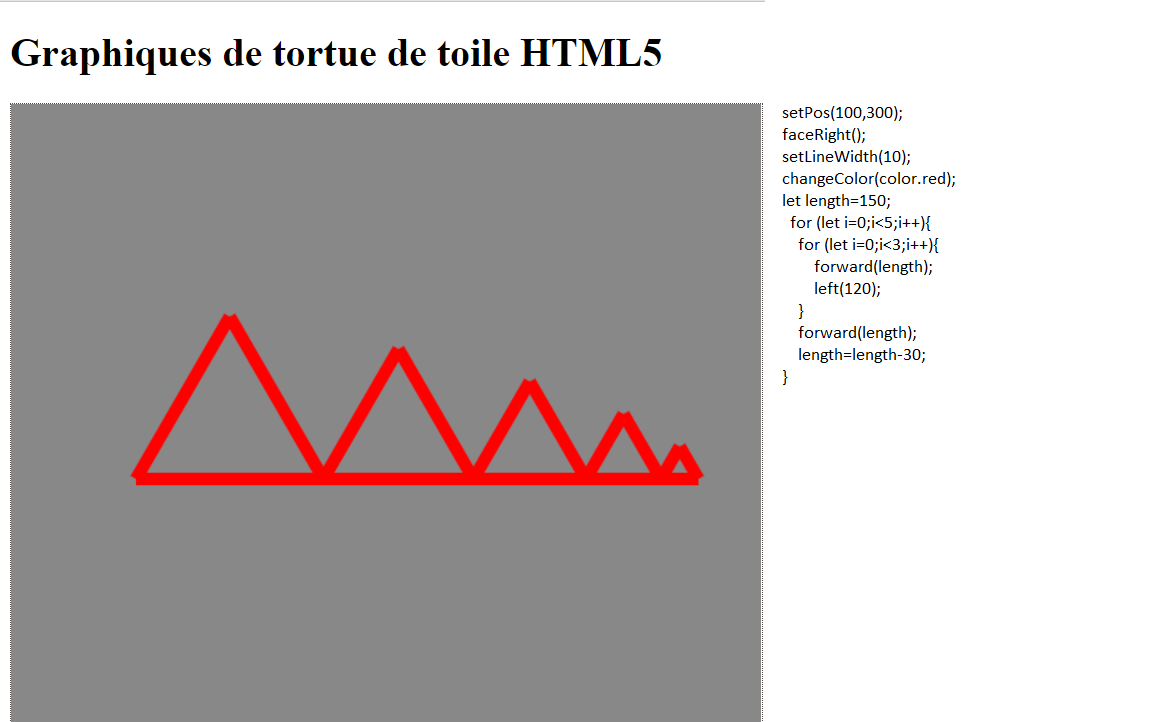 Graphiques de tortue de toile HTML5
setPos(100,300);
faceRight();
setLineWidth(10);
changeColor(color.red);
let length=150;
for (let i=0;i<5;i++){
for (let i=0;i<3;i++){
forward(length);
left(120);
}
forward(length);
length=length-30;
}